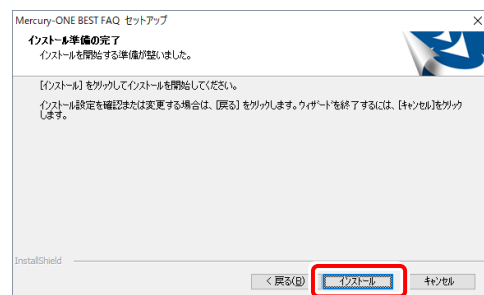 Mercury-ONE BEST FAQ セットアップ
インストール準備の完了
インストールを開始する準備が整いました。
[インストール] をクリックしてインストールを開始してください。
インストール設定を確認または変更する場合は、[戻る] をクリックします。ウィザードを終了するには、[キャンセル]をクリック
します。
InstallShield
< 戻る(B)
インストール
キャンセル